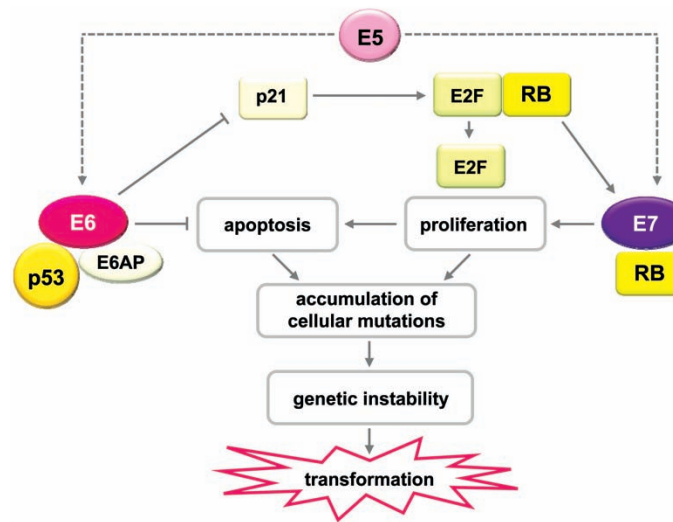 E5
p21
E2F
RB
E2F
E6
apoptosis
proliferation
E7
p53
E6AP
RB
accumulation of
cellular mutations
genetic instability
transformation